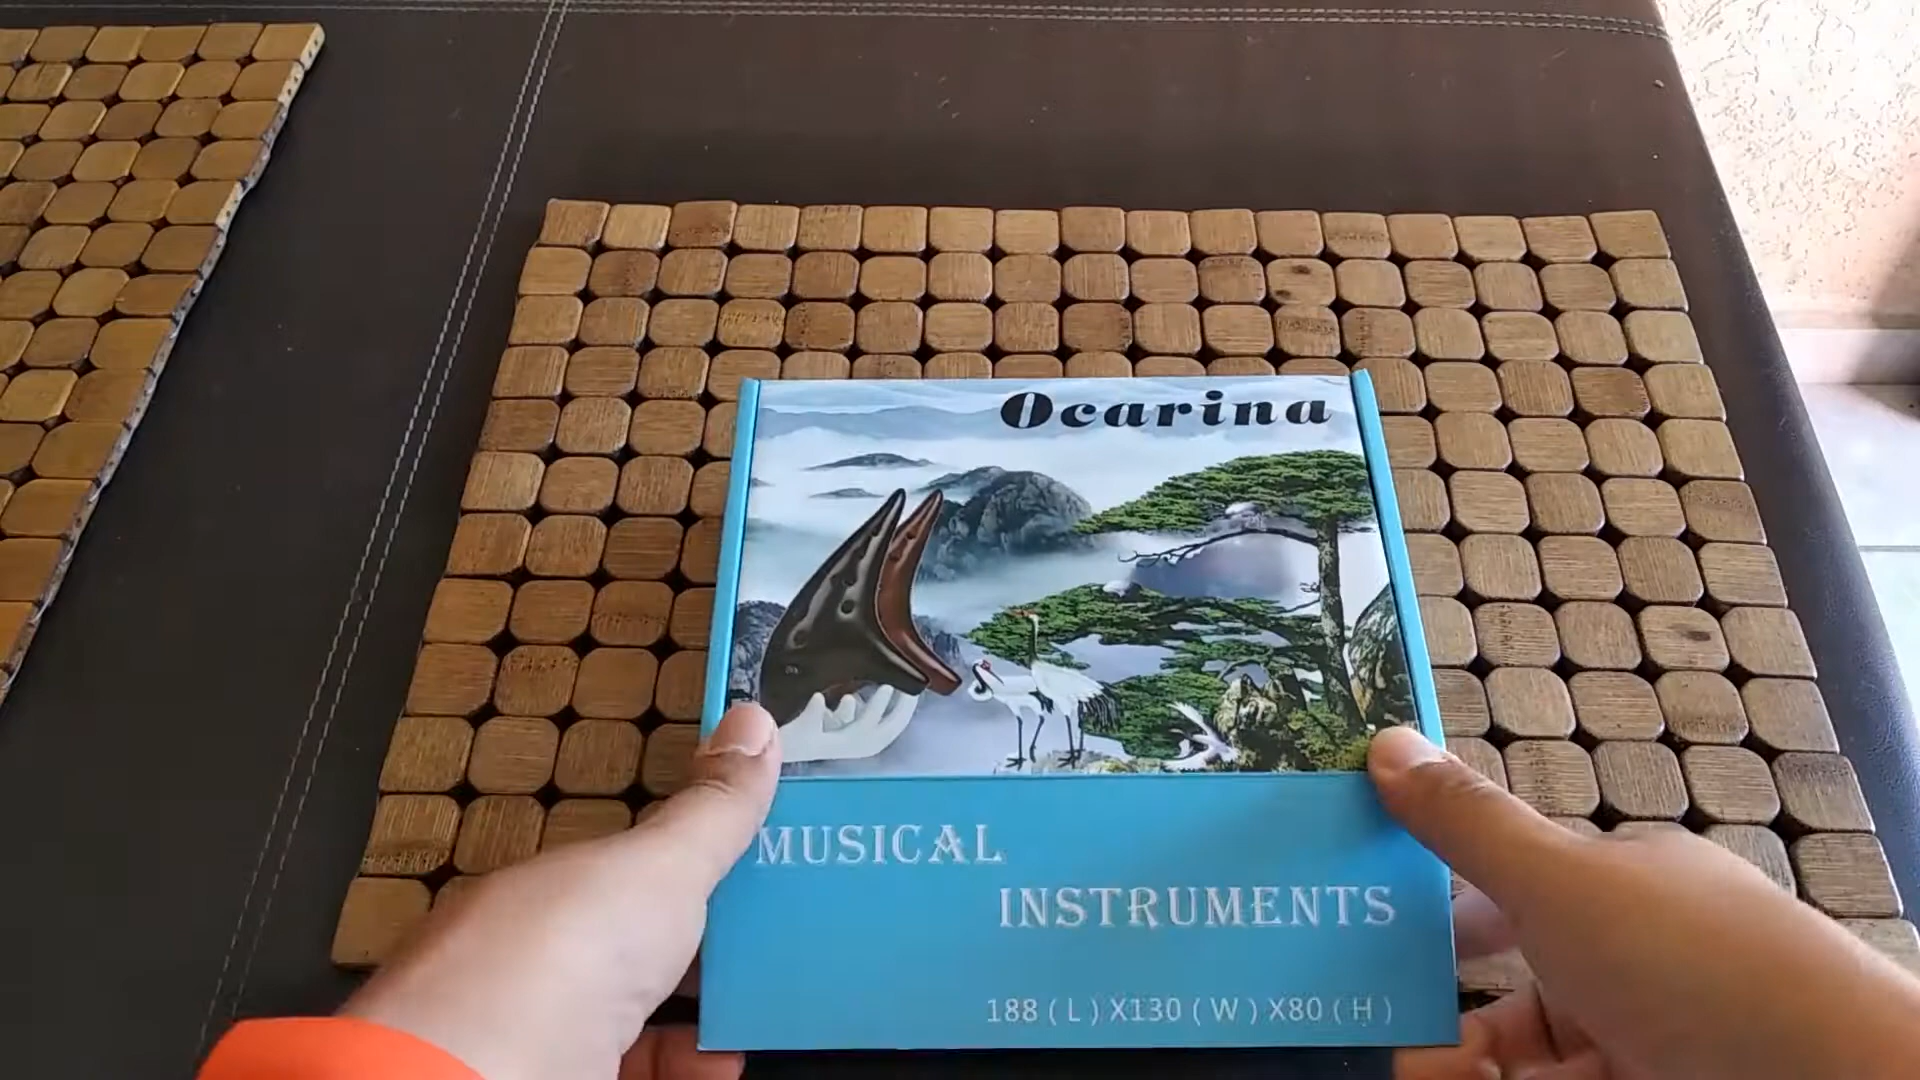 Ocarina
MUSICAL
INSTRUMENTS
188 ( L ) X130 ( W ) X80 ( H )